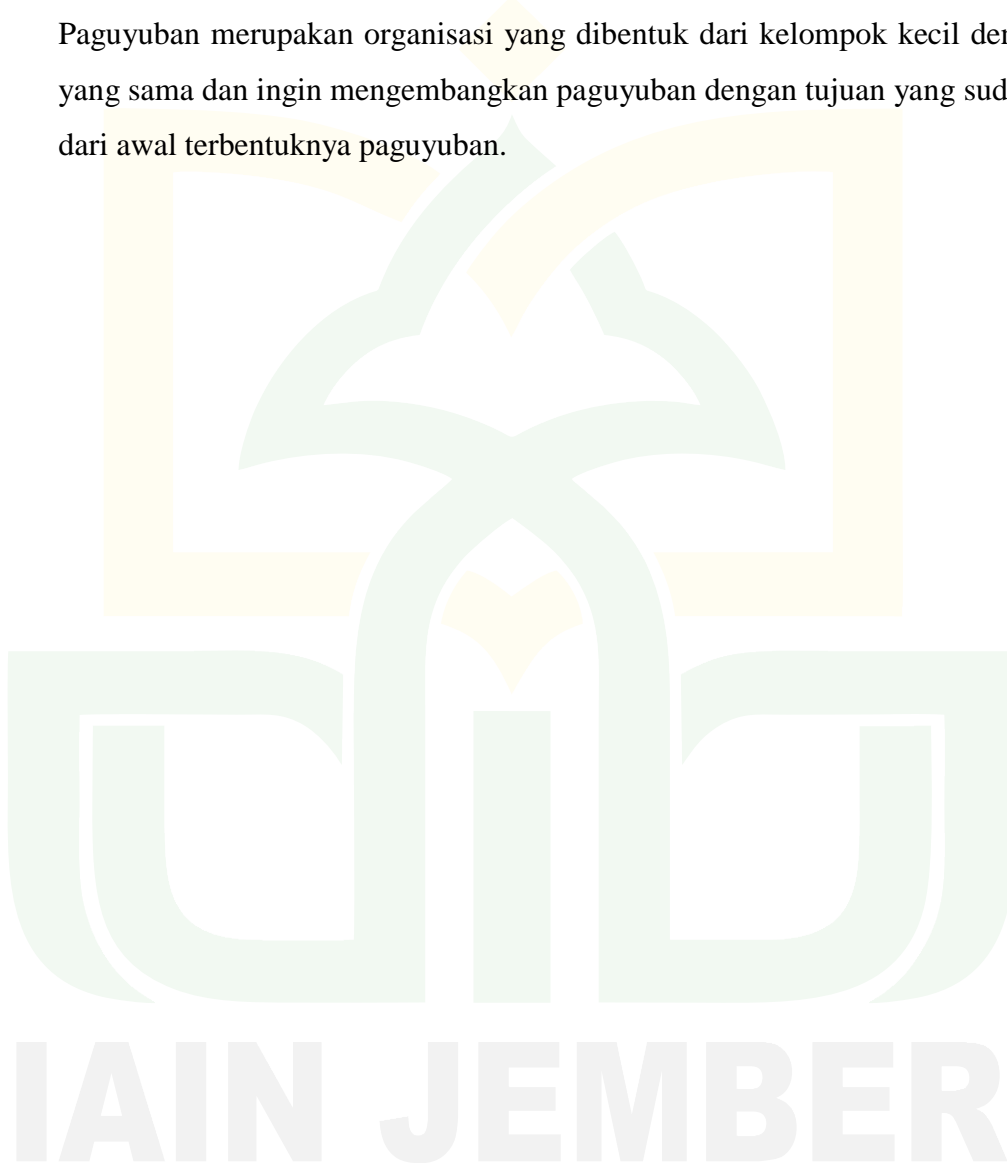 Paguyuban merupakan organisasi yang dibentuk dari kelompok kecil
yang sama dan ingin mengembangkan paguyuban dengan tujuan yang
dari awal terbentuknya paguyuban.
IAIN JEMBER